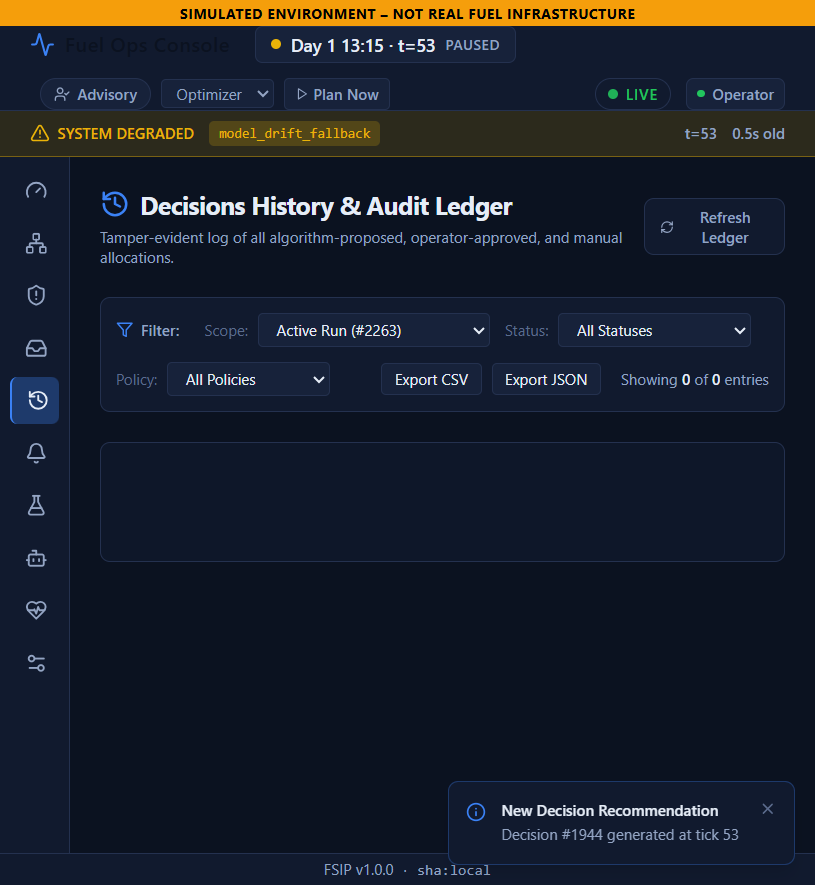 SIMULATED ENVIRONMENT – NOT REAL FUEL INFRASTRUCTURE
Fuel Ops Console
Day 1 13:15 · t=53 PAUSED
Advisory
Optimizer
Plan Now
LIVE
Operator
SYSTEM DEGRADED
model_drift_fallback
t=53 0.5s old
Decisions History & Audit Ledger
Tamper-evident log of all algorithm-proposed, operator-approved, and manual
allocations.
Refresh
Ledger
Filter:
Scope:
Active Run (#2263)
Status:
All Statuses
Policy:
All Policies
Export CSV
Export JSON
Showing 0 of 0 entries
New Decision Recommendation
Decision #1944 generated at tick 53
FSIP v1.0.0 · sha:local